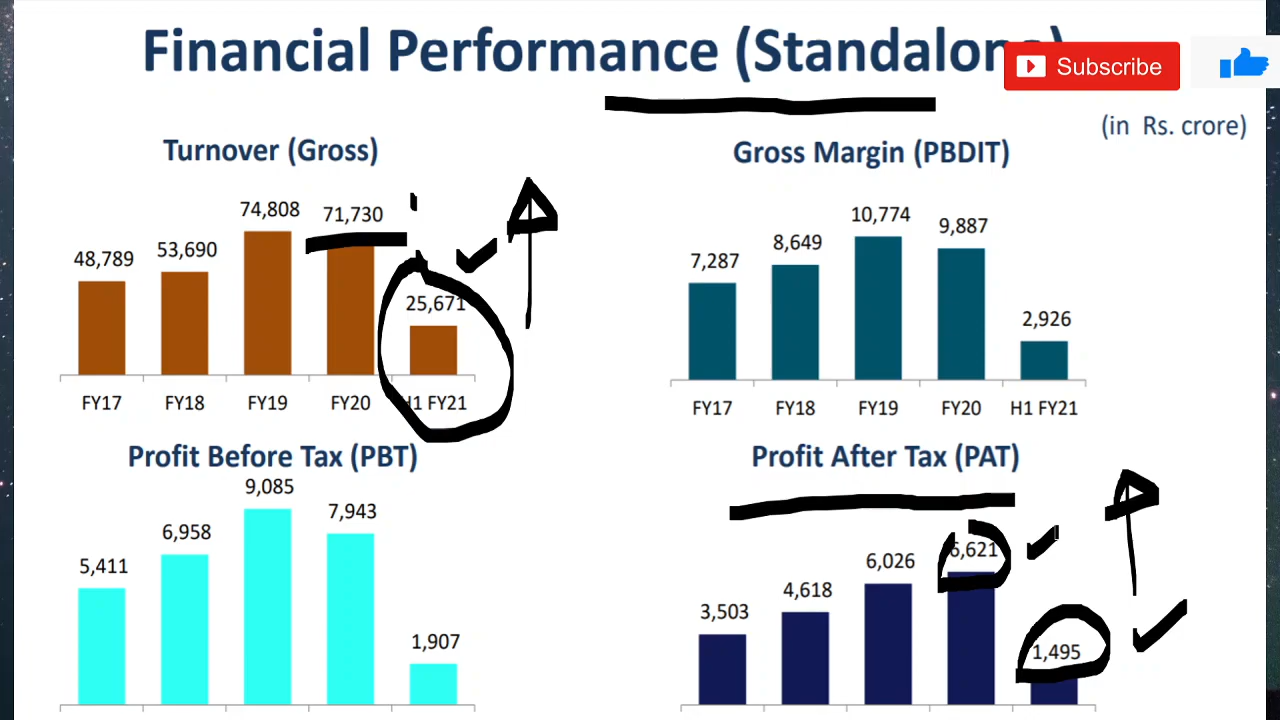 Financial Performance (Standalone)
Subscribe
(in Rs. crore)
Turnover (Gross)
48,789
53,690
74,808
71,730
25,671
FY17
FY18
FY19
FY20
H1 FY21
Gross Margin (PBDIT)
7,287
8,649
10,774
9,887
2,926
FY17
FY18
FY19
FY20
H1 FY21
Profit Before Tax (PBT)
5,411
6,958
9,085
7,943
1,907
Profit After Tax (PAT)
3,503
4,618
6,026
6,621
1,495